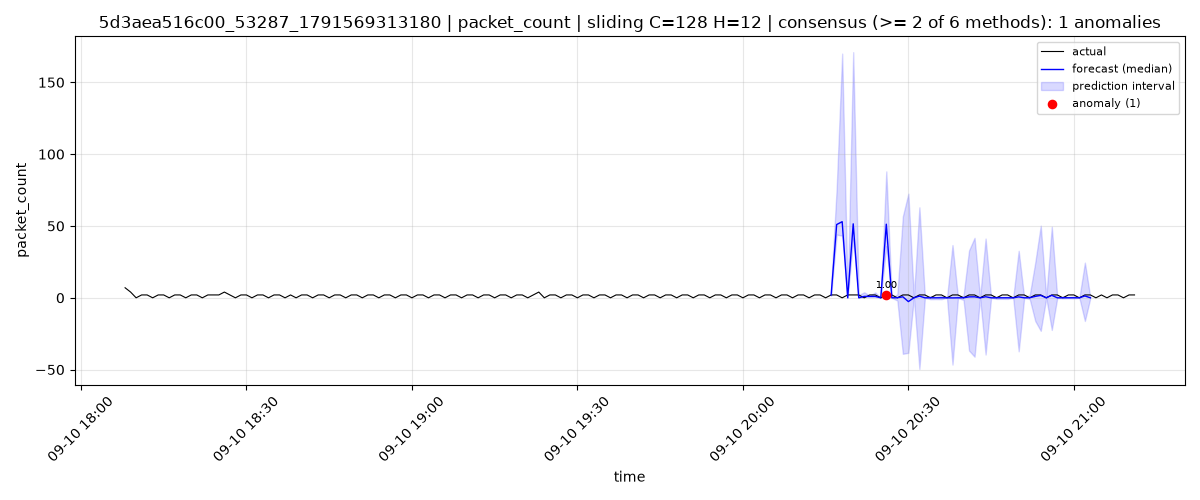 5d3aea516c00_53287_1791569313180 | packet_count | sliding C=128 H=12 | consensus (>= 2 of 6 methods): 1 anomalies
actual
forecast (median)
prediction interval
anomaly (1)
packet_count
150
100
50
0
−50
1.00
09-10 18:00
09-10 18:30
09-10 19:00
09-10 19:30
09-10 20:00
09-10 20:30
09-10 21:00
time